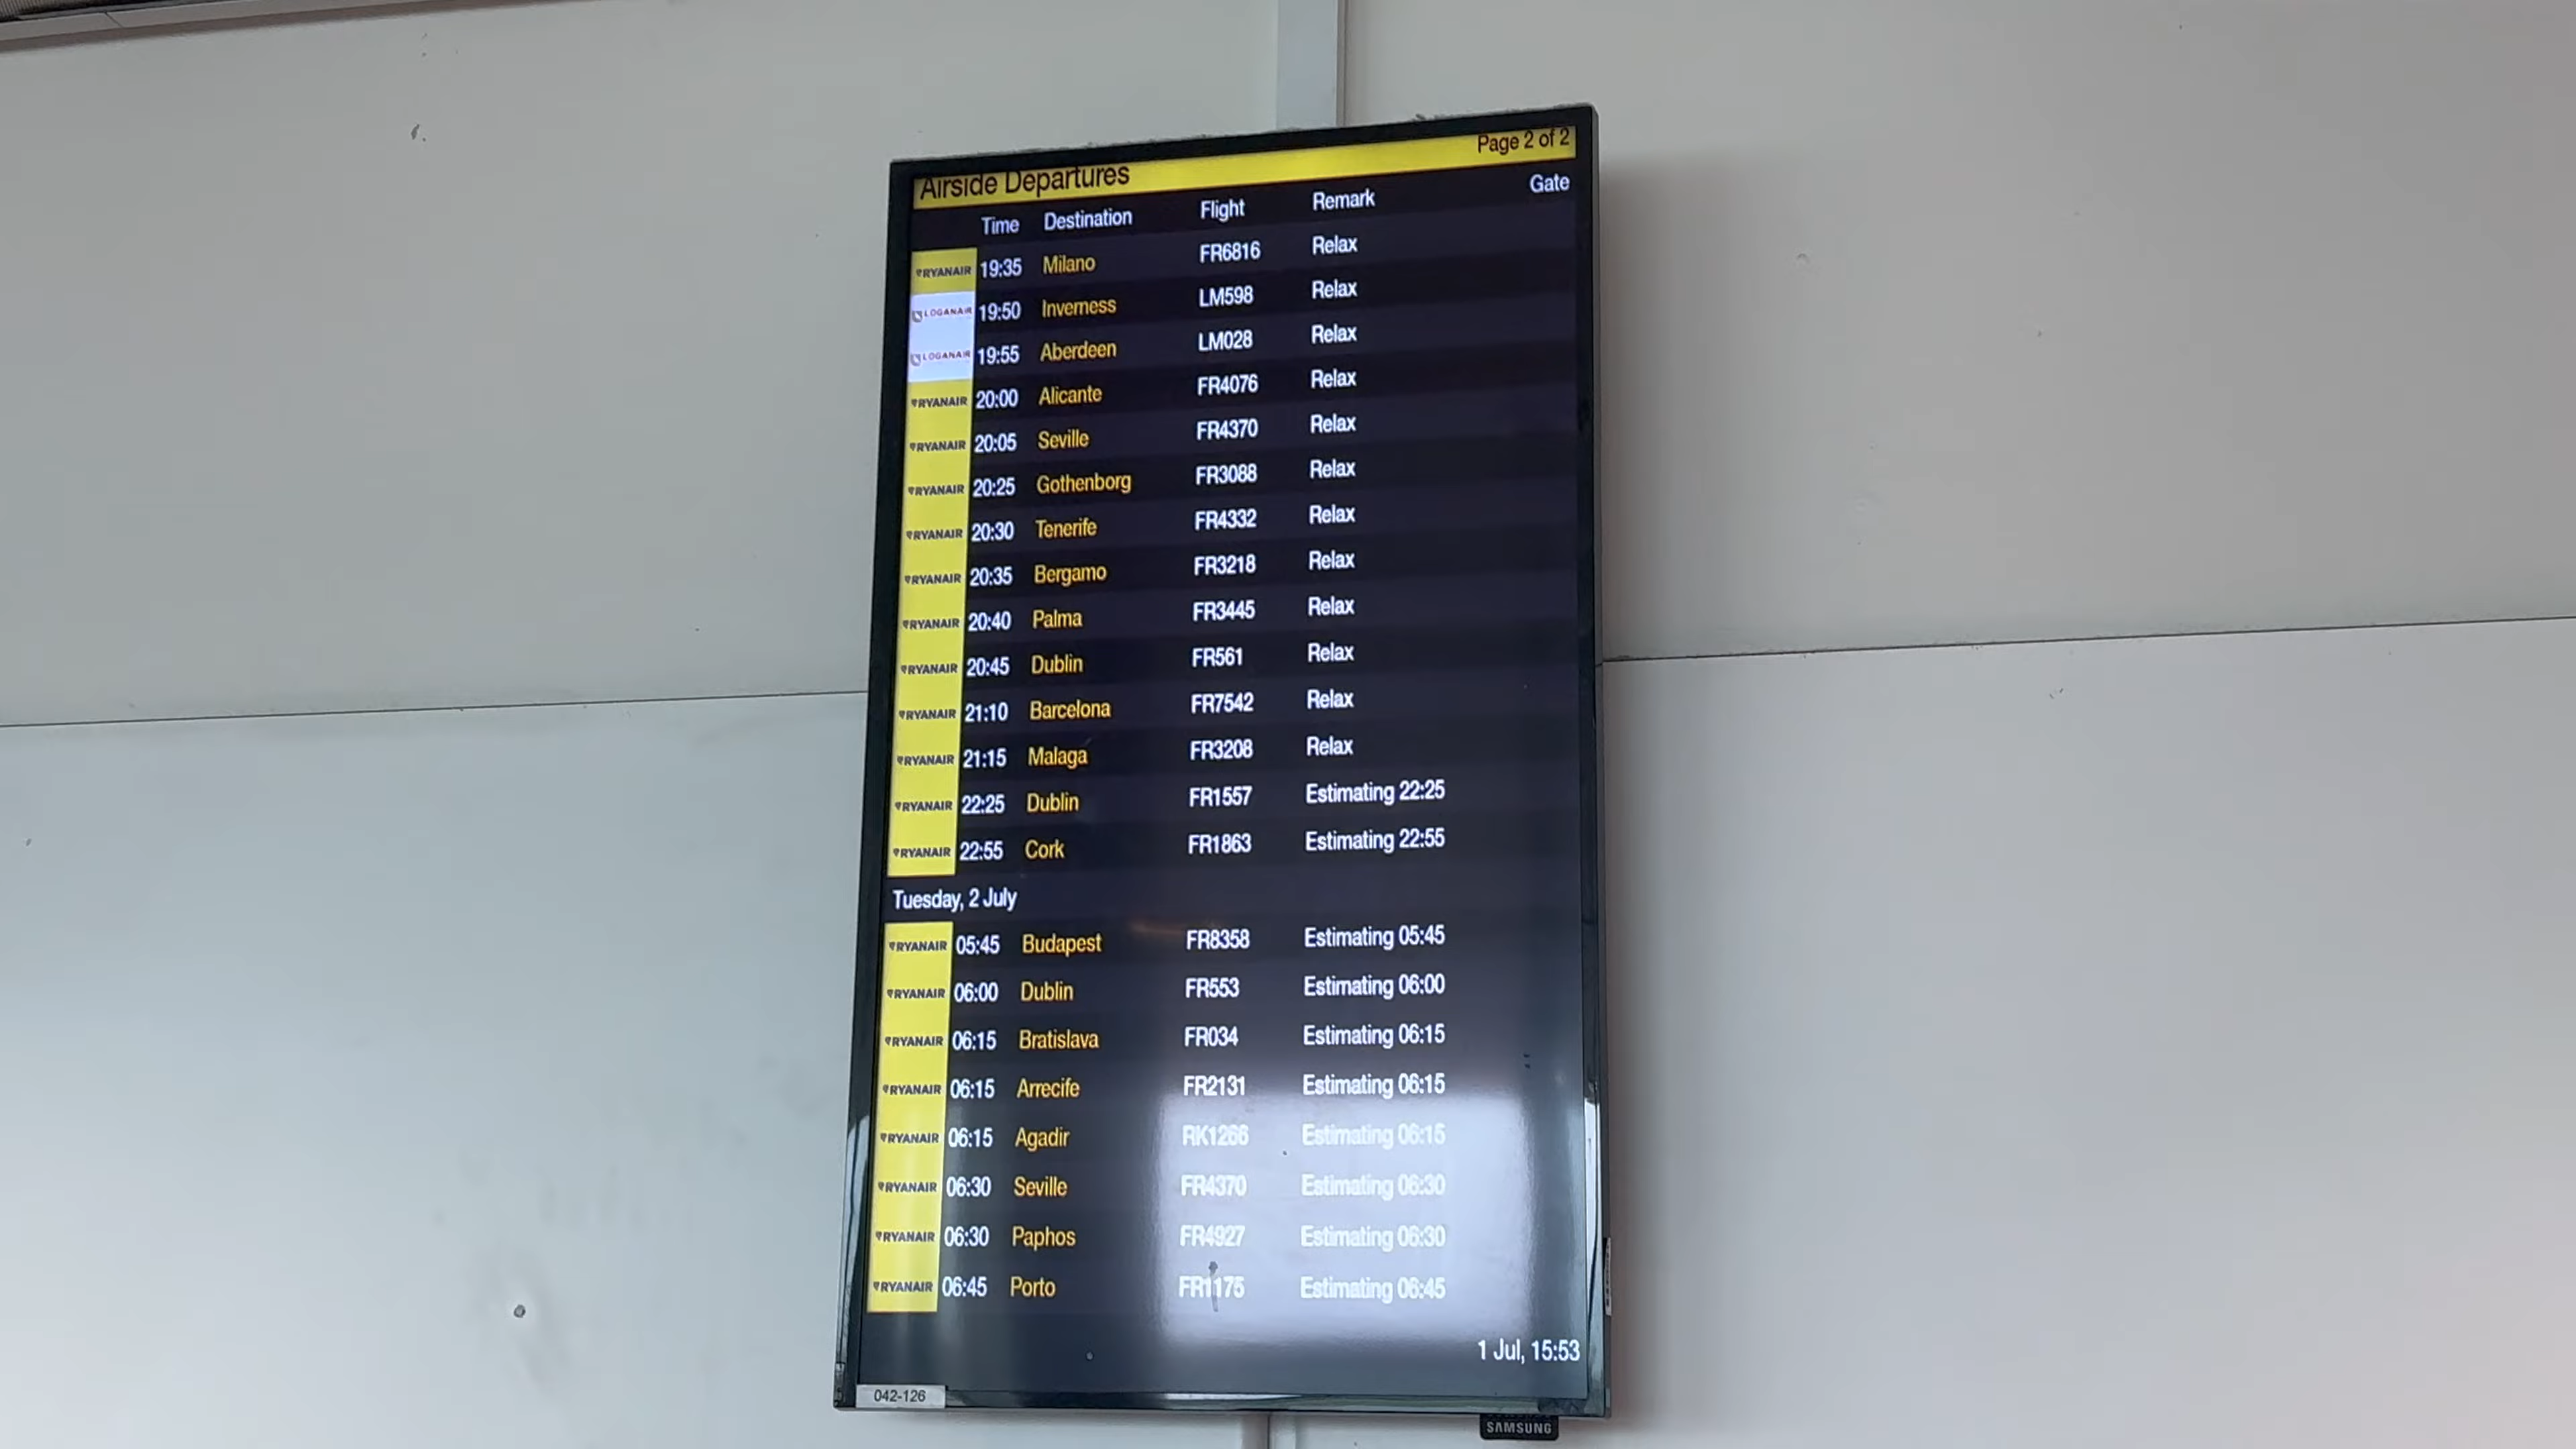 Page 2 of 2
Airside Departures
Time Destination Flight Remark Gate
RYANAIR 19:35 Milano FR6816 Relax
LOGANAIR 19:50 Inverness LM598 Relax
LOGANAIR 19:55 Aberdeen LM028 Relax
RYANAIR 20:00 Alicante FR4076 Relax
RYANAIR 20:05 Seville FR4370 Relax
RYANAIR 20:25 Gothenborg FR3088 Relax
RYANAIR 20:30 Tenerife FR4332 Relax
RYANAIR 20:35 Bergamo FR3218 Relax
RYANAIR 20:40 Palma FR3445 Relax
RYANAIR 20:45 Dublin FR561 Relax
RYANAIR 21:10 Barcelona FR7542 Relax
RYANAIR 21:15 Malaga FR3208 Relax
RYANAIR 22:25 Dublin FR1557 Estimating 22:25
RYANAIR 22:55 Cork FR1863 Estimating 22:55
Tuesday, 2 July
RYANAIR 05:45 Budapest FR8358 Estimating 05:45
RYANAIR 06:00 Dublin FR553 Estimating 06:00
RYANAIR 06:15 Bratislava FR034 Estimating 06:15
RYANAIR 06:15 Arrecife FR2131 Estimating 06:15
RYANAIR 06:15 Agadir RK1266 Estimating 06:15
RYANAIR 06:30 Seville FR4370 Estimating 06:30
RYANAIR 06:30 Paphos FR4927 Estimating 06:30
RYANAIR 06:45 Porto FR1175 Estimating 06:45
1 Jul, 15:53
042-126
SAMSUNG